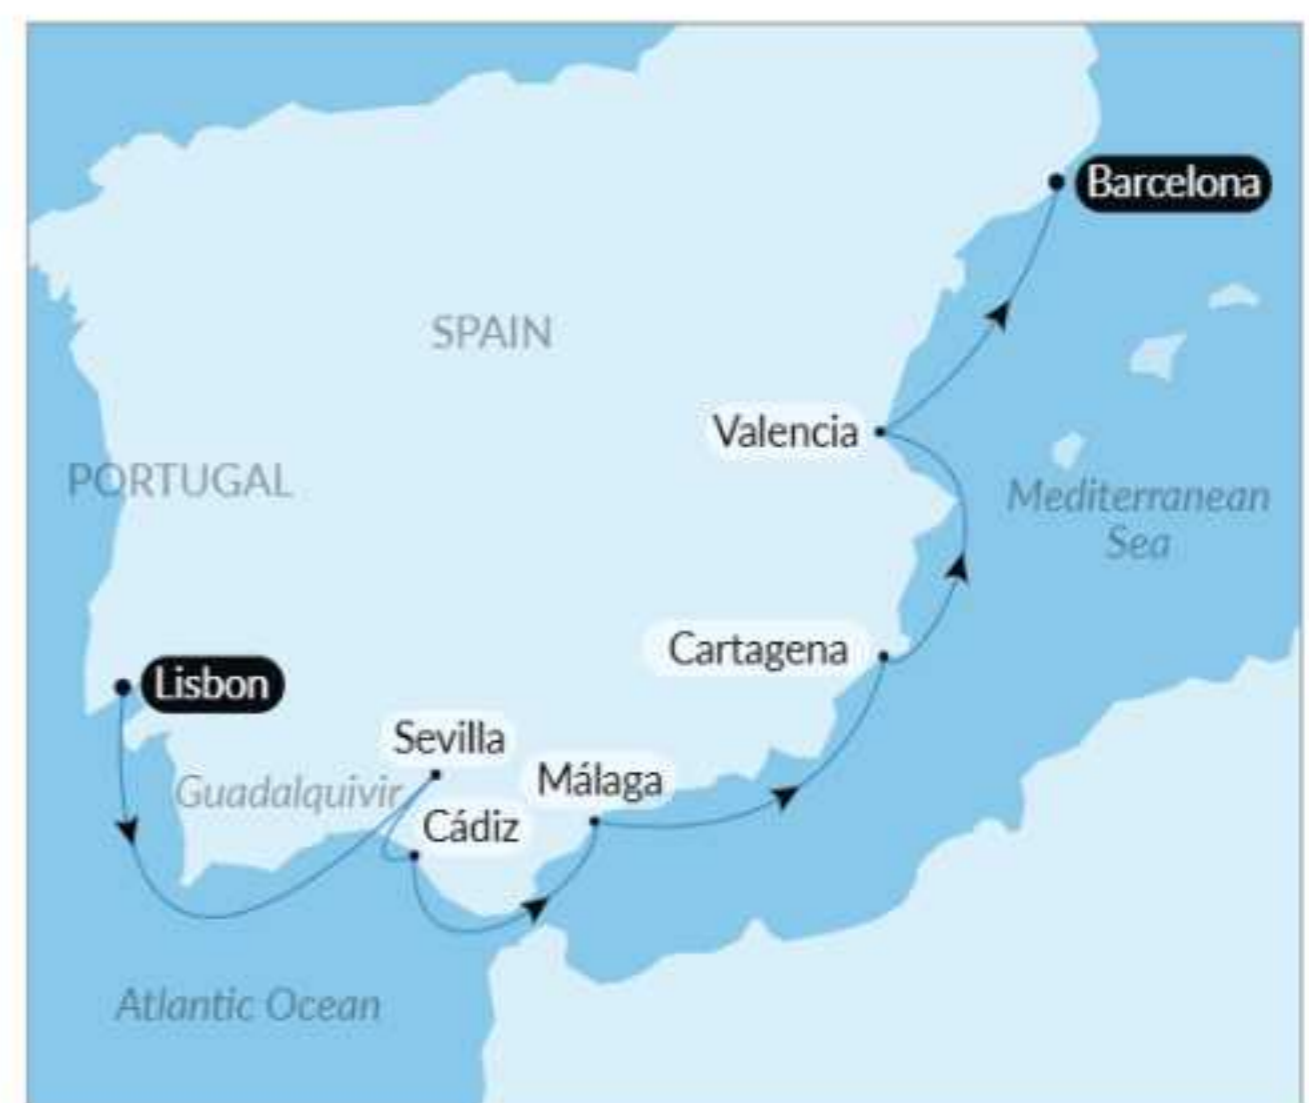 Barcelona
SPAIN
Valencia
PORTUGAL
Mediterranean
Sea
Cartagena
Lisbon
Sevilla
Málaga
Guadalquivir
Cádiz
Atlantic Ocean